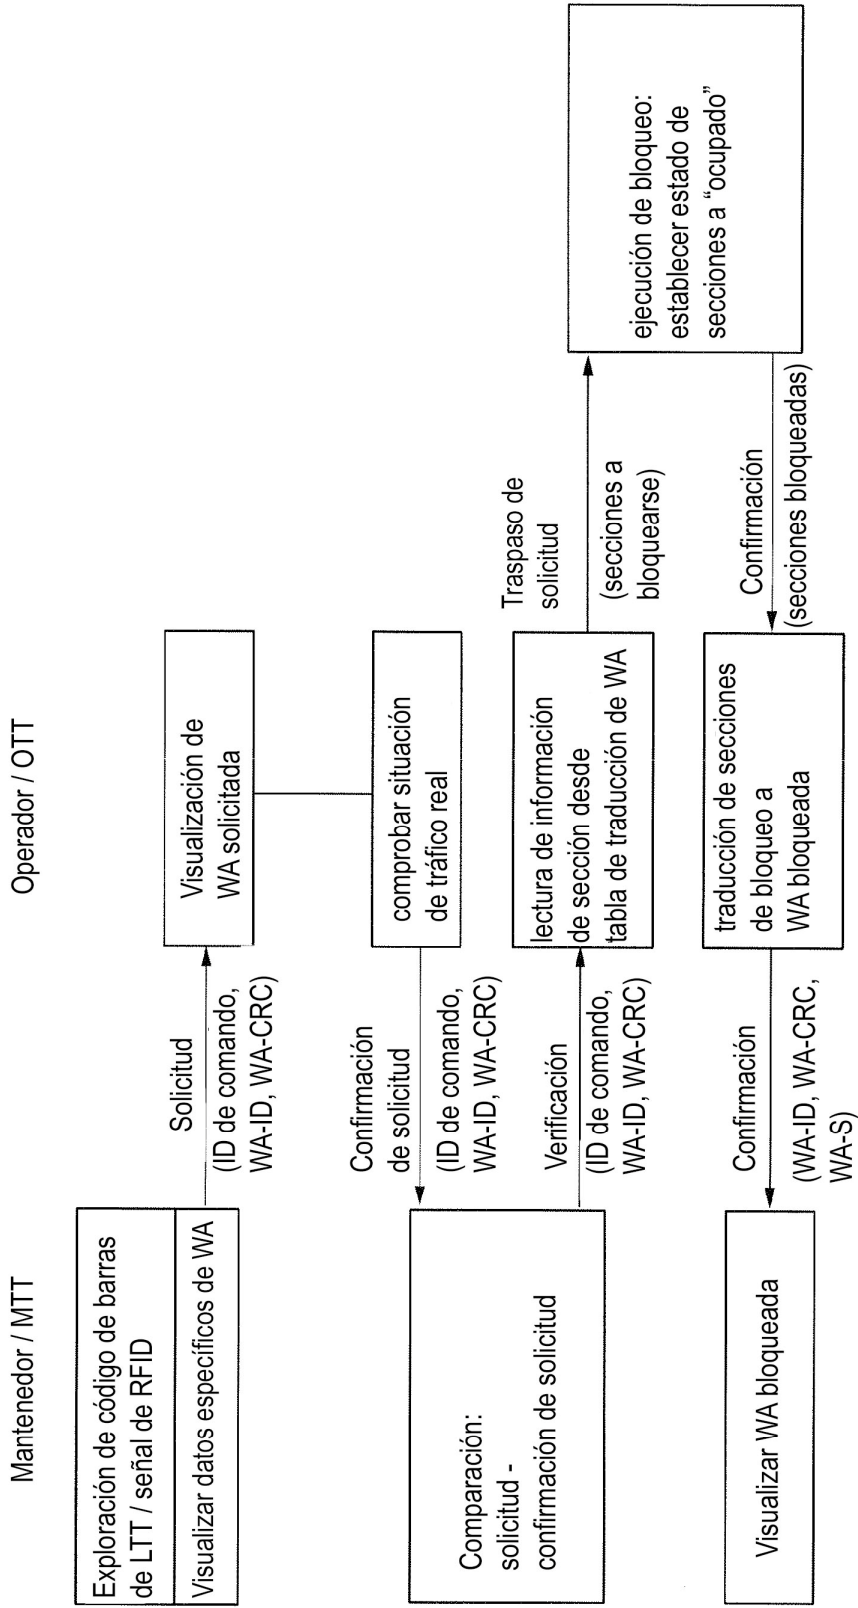 Mantenedor / MTT
Operador / OTT
Exploración de código de barras
de LTT / señal de RFID
Visualizar datos específicos de WA
Solicitud
(ID de comando,
WA-ID, WA-CRC)
Visualización de
WA solicitada
comprobar situación
de tráfico real
Confirmación
de solicitud
(ID de comando,
WA-ID, WA-CRC)
Comparación:
solicitud -
confirmación de solicitud
Verificación
(ID de comando,
WA-ID, WA-CRC)
lectura de información
de sección desde
tabla de traducción de WA
Traspaso de
solicitud
(secciones a
bloquearse)
ejecución de bloqueo:
establecer estado de
secciones a “ocupado”
Confirmación
(secciones bloqueadas)
traducción de secciones
de bloqueo a
WA bloqueada
Confirmación
(WA-ID, WA-CRC,
WA-S)
Visualizar WA bloqueada